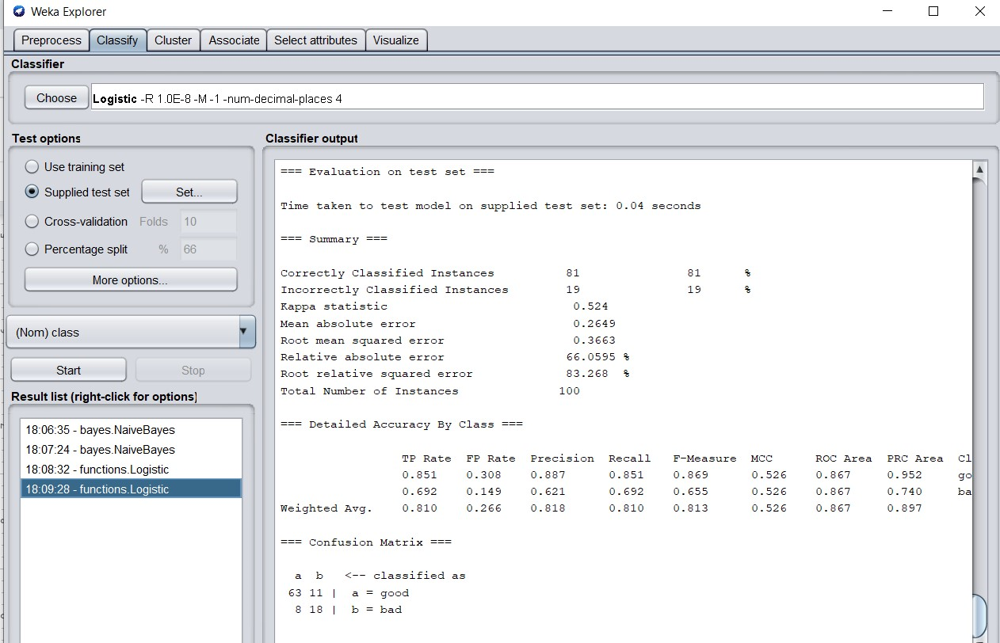 Weka Explorer
Preprocess Classify Cluster Associate Select attributes Visualize
Classifier
Choose Logistic -R 1.0E-8 -M -1 -num-decimal-places 4
Test options
Use training set
Supplied test set Set...
Cross-validation Folds 10
Percentage split % 66
More options...
(Nom) class
Start Stop
Result list (right-click for options)
18:06:35 - bayes.NaiveBayes
18:07:24 - bayes.NaiveBayes
18:08:32 - functions.Logistic
18:09:28 - functions.Logistic
Classifier output
=== Evaluation on test set ===
Time taken to test model on supplied test set: 0.04 seconds
=== Summary ===
Correctly Classified Instances 81 81 %
Incorrectly Classified Instances 19 19 %
Kappa statistic 0.524
Mean absolute error 0.2649
Root mean squared error 0.3663
Relative absolute error 66.0595 %
Root relative squared error 83.268 %
Total Number of Instances 100
=== Detailed Accuracy By Class ===
TP Rate FP Rate Precision Recall F-Measure MCC ROC Area PRC Area Cl
0.851 0.308 0.887 0.851 0.869 0.526 0.867 0.952 go
0.692 0.149 0.621 0.692 0.655 0.526 0.867 0.740 ba
Weighted Avg. 0.810 0.266 0.818 0.810 0.813 0.526 0.867 0.897
=== Confusion Matrix ===
a b <-- classified as
63 11 | a = good
8 18 | b = bad